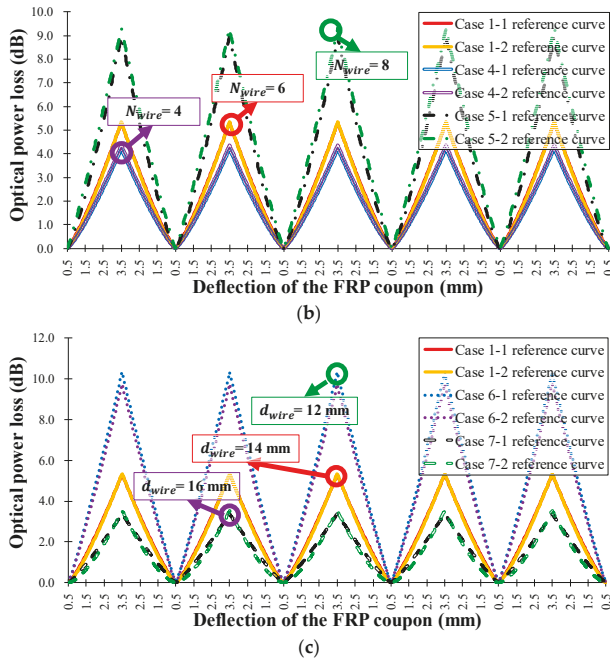 10.0
9.0
8.0
7.0
6.0
5.0
4.0
3.0
2.0
1.0
0.0
Optical power loss (dB)
N_wire = 4
N_wire = 6
N_wire = 8
Case 1-1 reference curve
Case 1-2 reference curve
Case 4-1 reference curve
Case 4-2 reference curve
Case 5-1 reference curve
Case 5-2 reference curve
0.5 1.5 2.5 3.5 2.5 1.5 0.5 1.5 2.5 3.5 2.5 1.5 0.5 1.5 2.5 3.5 2.5 1.5 0.5 1.5 2.5 3.5 2.5 1.5 0.5 1.5 2.5 3.5 2.5 1.5 0.5
Deflection of the FRP coupon (mm)
(b)
12.0
10.0
8.0
6.0
4.0
2.0
0.0
Optical power loss (dB)
d_wire = 12 mm
d_wire = 14 mm
d_wire = 16 mm
Case 1-1 reference curve
Case 1-2 reference curve
Case 6-1 reference curve
Case 6-2 reference curve
Case 7-1 reference curve
Case 7-2 reference curve
0.5 1.5 2.5 3.5 2.5 1.5 0.5 1.5 2.5 3.5 2.5 1.5 0.5 1.5 2.5 3.5 2.5 1.5 0.5 1.5 2.5 3.5 2.5 1.5 0.5 1.5 2.5 3.5 2.5 1.5 0.5
Deflection of the FRP coupon (mm)
(c)